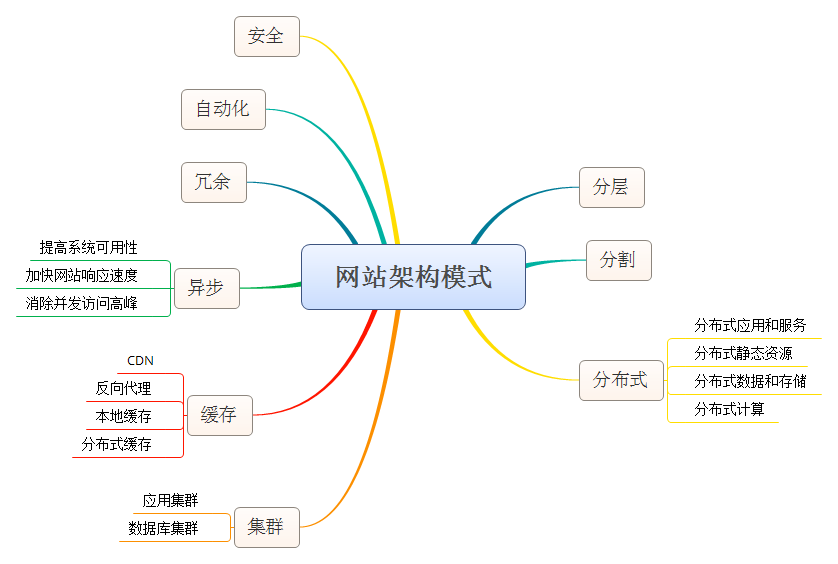 网站架构模式
分层
分割
分布式
分布式应用和服务
分布式静态资源
分布式数据和存储
分布式计算
安全
自动化
冗余
异步
提高系统可用性
加快网站响应速度
消除并发访问高峰
缓存
CDN
反向代理
本地缓存
分布式缓存
集群
应用集群
数据库集群